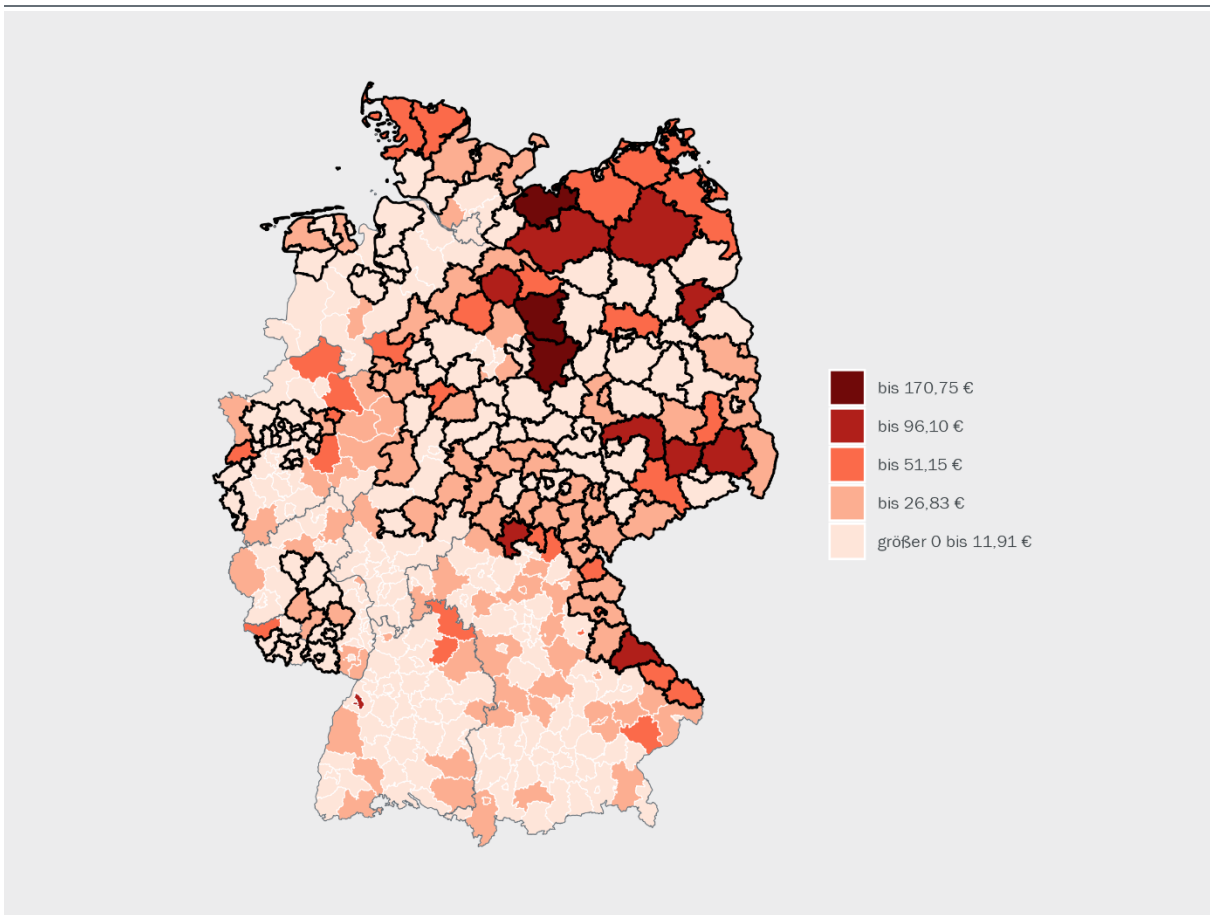 bis 170,75 €
bis 96,10 €
bis 51,15 €
bis 26,83 €
größer 0 bis 11,91 €